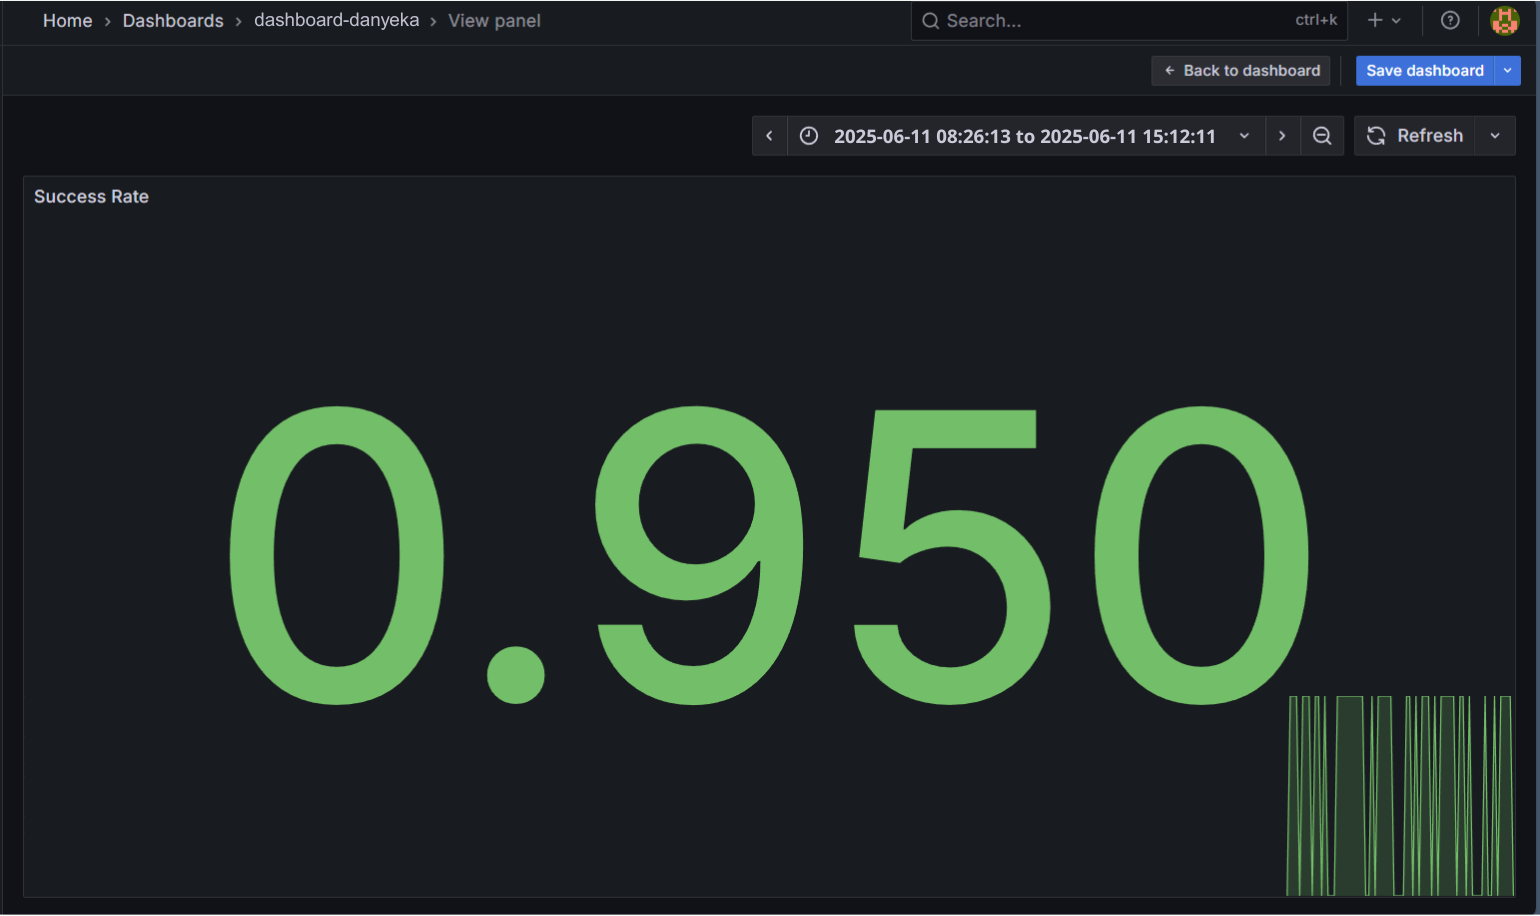 Home › Dashboards › dashboard-danyeka › View panel
Search... ctrl+k
← Back to dashboard
Save dashboard
2025-06-11 08:26:13 to 2025-06-11 15:12:11
Refresh
Success Rate
0.950